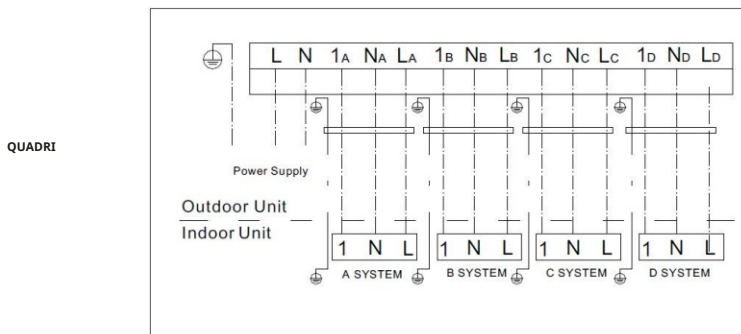 L N 1A NA LA 1B NB LB 1C NC LC 1D ND LD
QUADRI
Power Supply
Outdoor Unit
Indoor Unit
1 N L 1 N L 1 N L 1 N L
A SYSTEM B SYSTEM C SYSTEM D SYSTEM